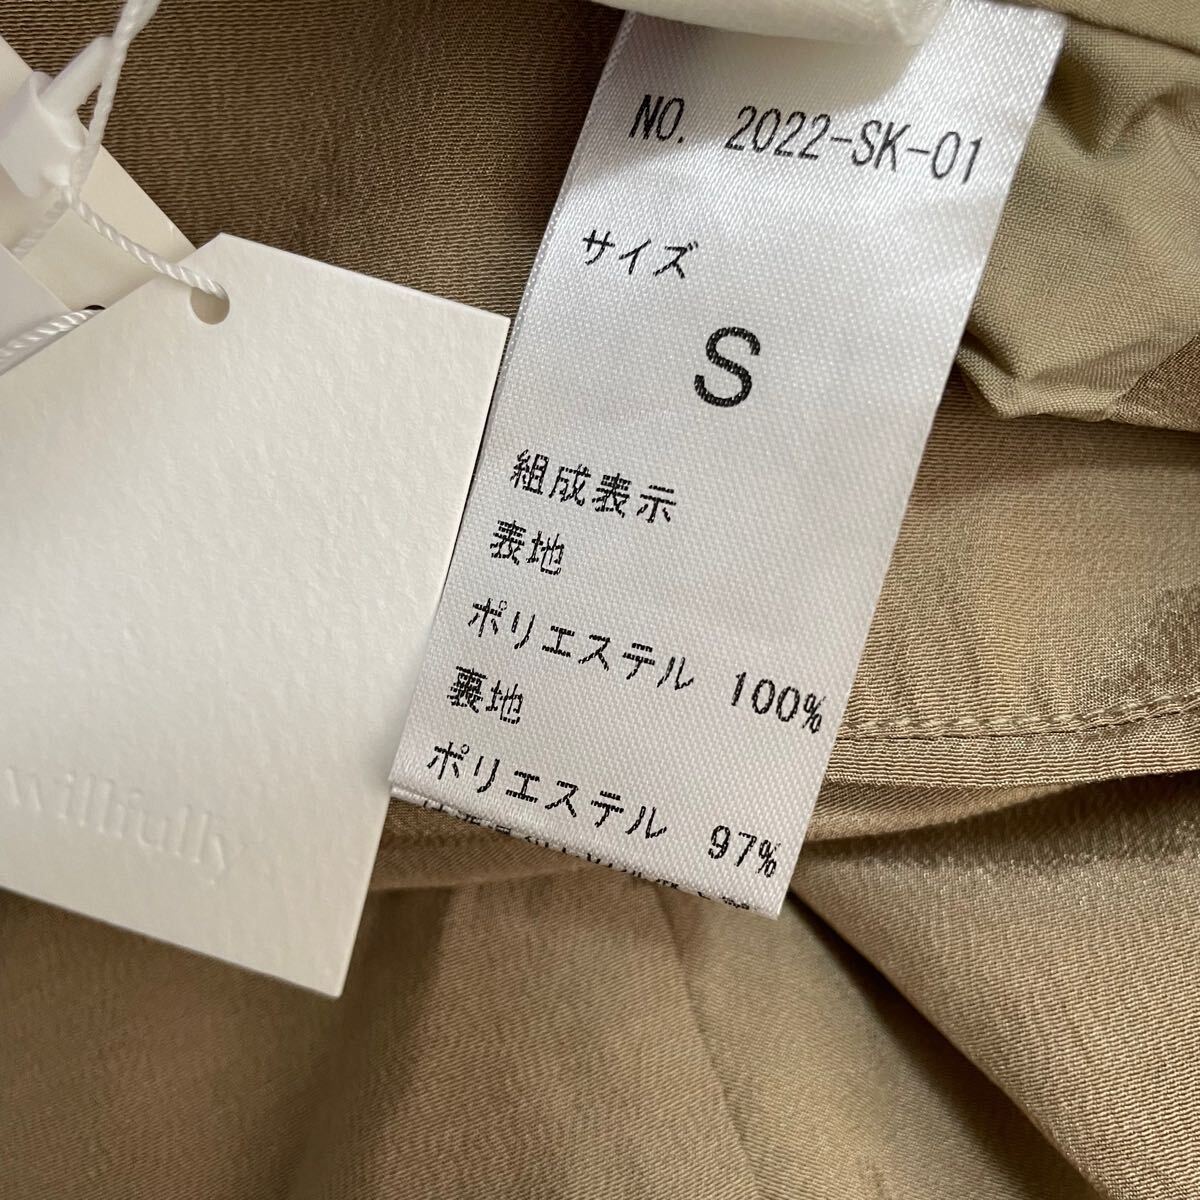 NO. 2022-SK-01
サイズ
S
組成表示
表地
ポリエステル 100%
裏地
ポリエステル 97%
willfully